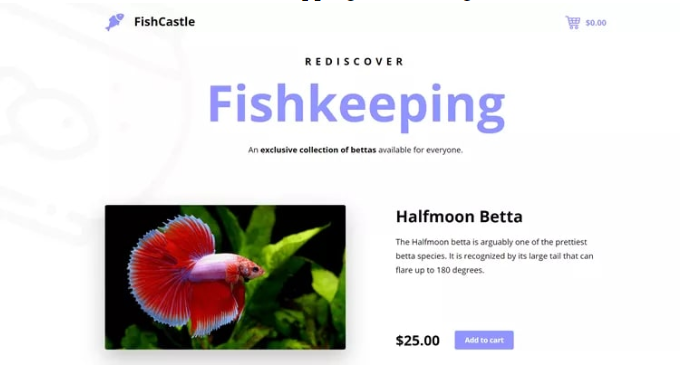 FishCastle
$0.00
REDISCOVER
Fishkeeping
An exclusive collection of bettas available for everyone.
Halfmoon Betta
The Halfmoon betta is arguably one of the prettiest
betta species. It is recognized by its large tail that can
flare up to 180 degrees.
$25.00
Add to cart